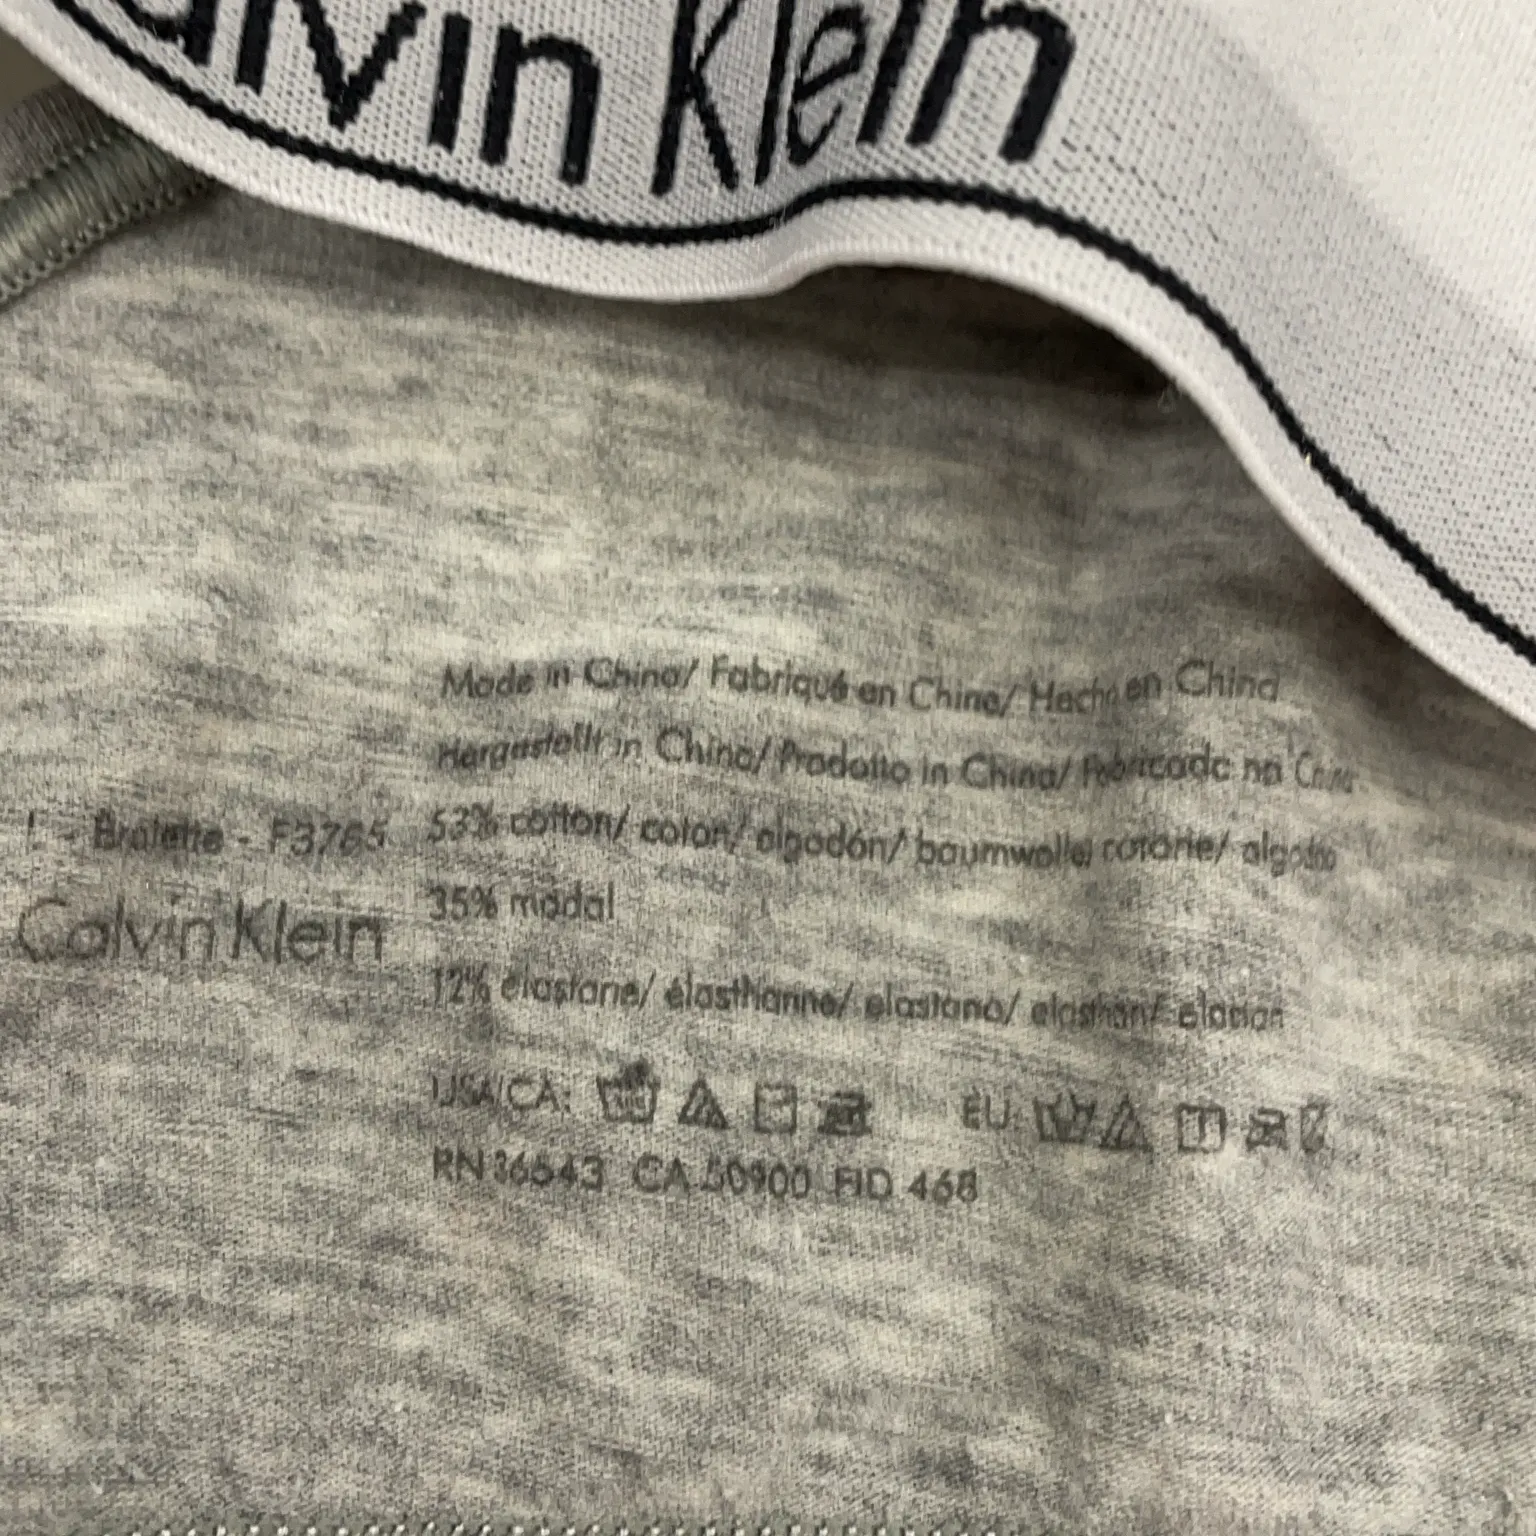 Calvin Klein
Made in China/ Fabriqué en Chine/ Hecho en China
Hergestellt in China/ Prodotto in China/ Fabricado na China
Bralette - F3785
53% cotton/ coton/ algodón/ baumwolle/ cotone/ algodão
35% modal
Calvin Klein
12% elastane/ élasthanne/ elastano/ elasthan/ elastan
USA/CA: EU:
RN 36543 CA 50900 FID 468